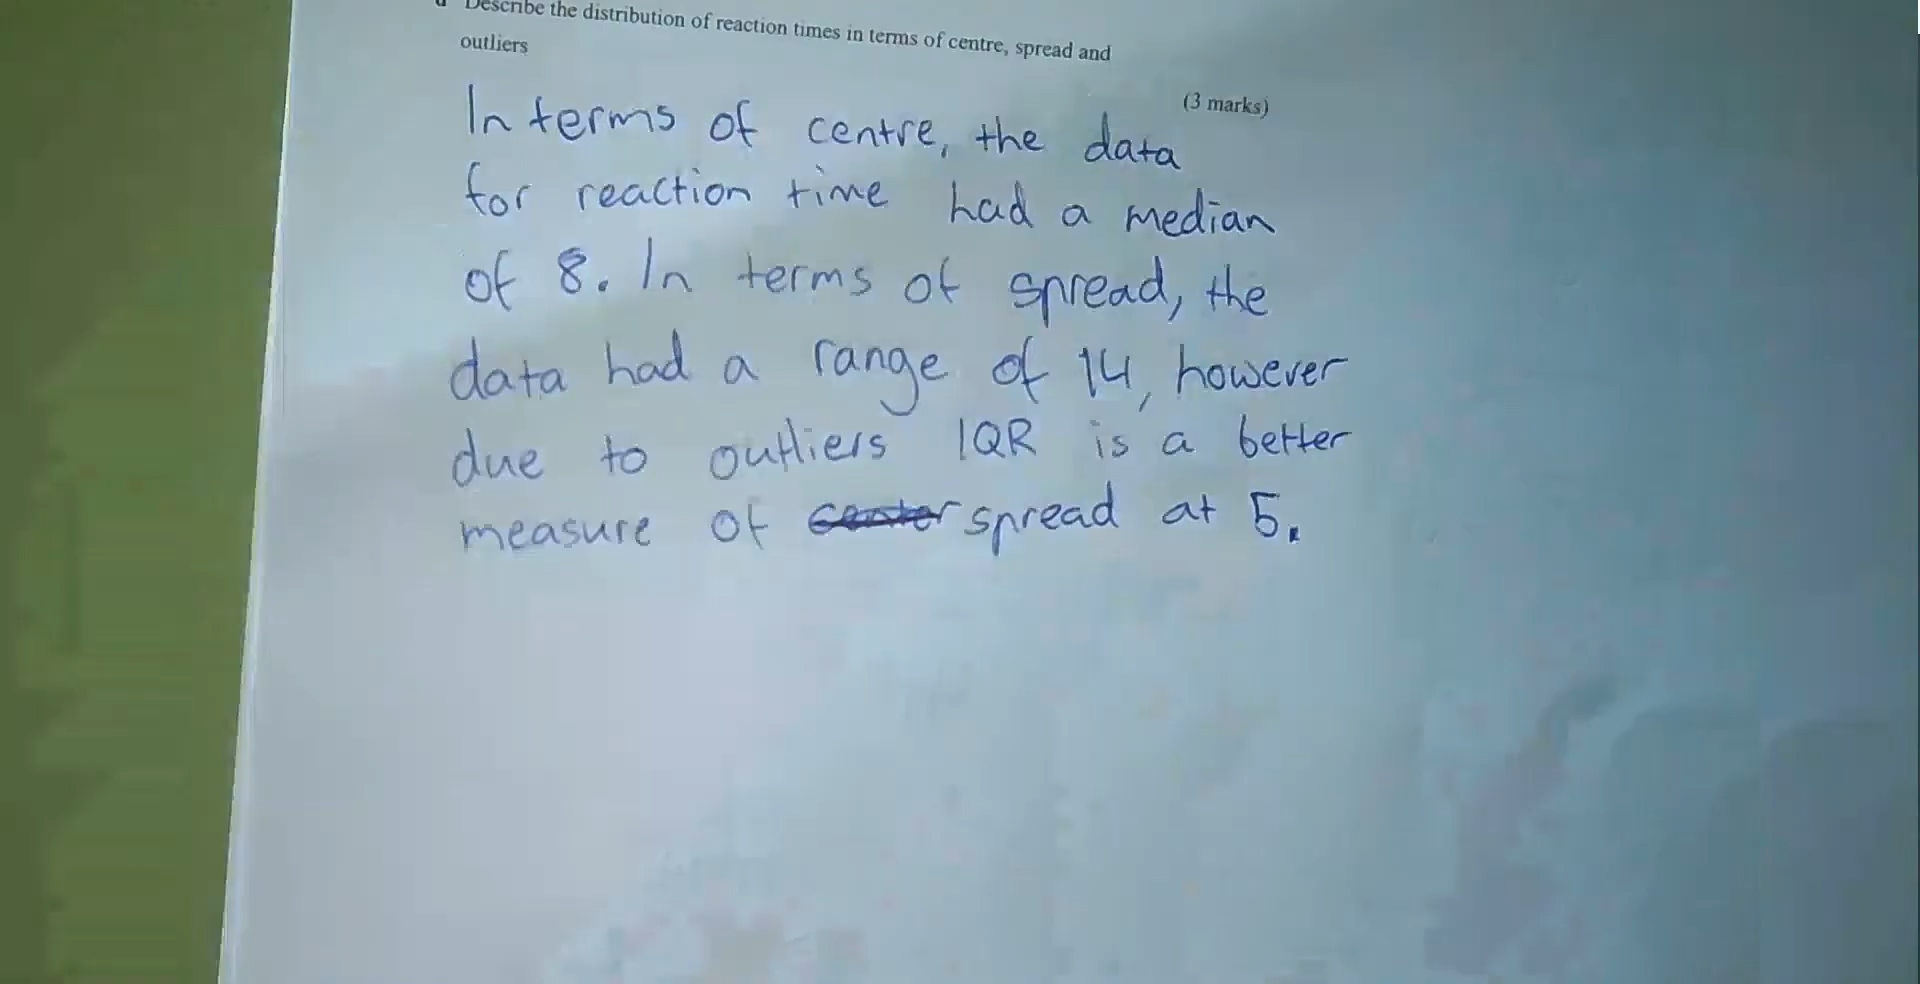 Describe the distribution of reaction times in terms of centre, spread and
outliers
(3 marks)
In terms of centre, the data
for reaction time had a median
of 8. In terms of spread, the
data had a range of 14, however
due to outliers IQR is a better
measure of spread at 5.